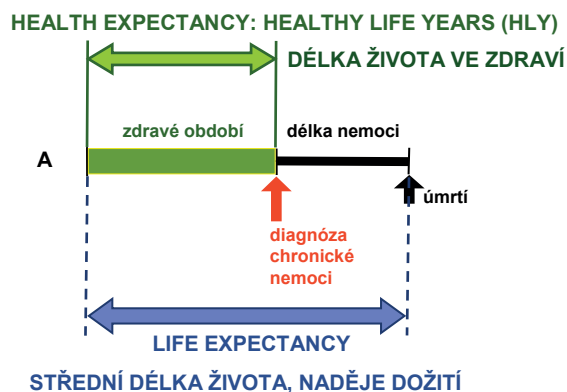 HEALTH EXPECTANCY: HEALTHY LIFE YEARS (HLY)
DÉLKA ŽIVOTA VE ZDRAVÍ
zdravé období
délka nemoci
A
úmrtí
diagnóza
chronické
nemoci
LIFE EXPECTANCY
STŘEDNÍ DÉLKA ŽIVOTA, NADĚJE DOŽITÍ